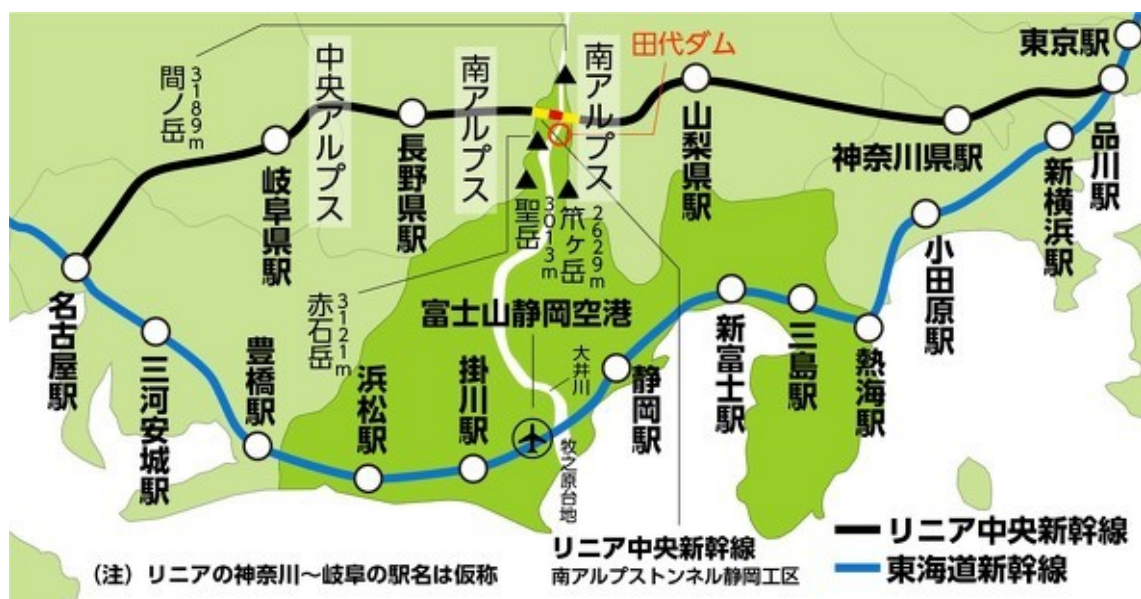 東京駅
品川駅
新横浜駅
小田原駅
熱海駅
三島駅
新富士駅
静岡駅
掛川駅
浜松駅
豊橋駅
三河安城駅
名古屋駅
岐阜県駅
長野県駅
山梨県駅
神奈川県駅
田代ダム
南アルプス
南アルプス
中央アルプス
間ノ岳
3189m
赤石岳
3121m
聖岳
3013m
笊ヶ岳
2629m
富士山静岡空港
大井川
牧之原台地
リニア中央新幹線
南アルプストンネル静岡工区
リニア中央新幹線
東海道新幹線
(注)リニアの神奈川〜岐阜の駅名は仮称